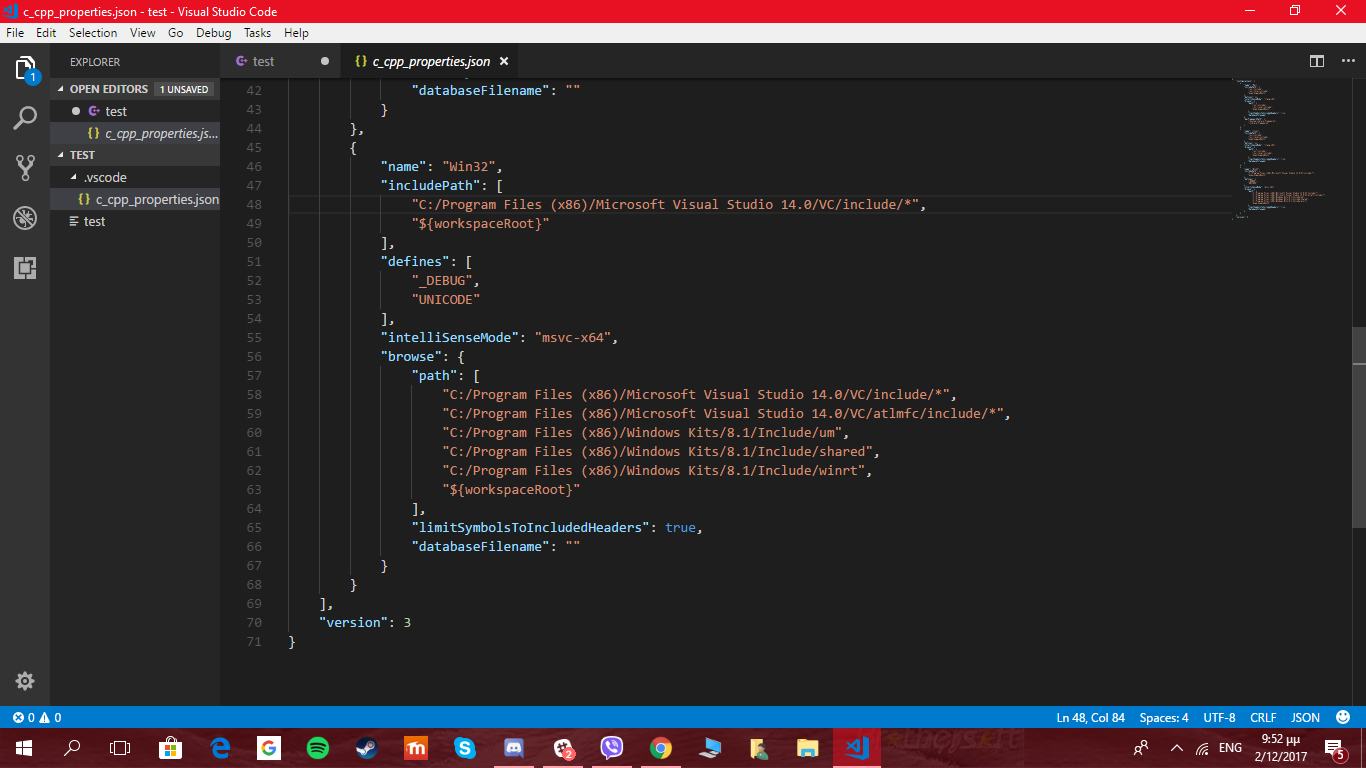 c_cpp_properties.json - test - Visual Studio Code
File Edit Selection View Go Debug Tasks Help
EXPLORER
OPEN EDITORS 1 UNSAVED
test
{} c_cpp_properties.js...
TEST
.vscode
{} c_cpp_properties.json
test
1
test
{} c_cpp_properties.json
42 "databaseFilename": ""
43 }
44 },
45 {
46 "name": "Win32",
47 "includePath": [
48 "C:/Program Files (x86)/Microsoft Visual Studio 14.0/VC/include/*",
49 "${workspaceRoot}"
50 ],
51 "defines": [
52 "_DEBUG",
53 "UNICODE"
54 ],
55 "intelliSenseMode": "msvc-x64",
56 "browse": {
57 "path": [
58 "C:/Program Files (x86)/Microsoft Visual Studio 14.0/VC/include/*",
59 "C:/Program Files (x86)/Microsoft Visual Studio 14.0/VC/atlmfc/include/*",
60 "C:/Program Files (x86)/Windows Kits/8.1/Include/um",
61 "C:/Program Files (x86)/Windows Kits/8.1/Include/shared",
62 "C:/Program Files (x86)/Windows Kits/8.1/Include/winrt",
63 "${workspaceRoot}"
64 ],
65 "limitSymbolsToIncludedHeaders": true,
66 "databaseFilename": ""
67 }
68 }
69 ],
70 "version": 3
71 }
0 0
Ln 48, Col 84 Spaces: 4 UTF-8 CRLF JSON
2
ENG
9:52 μμ
2/12/2017
5